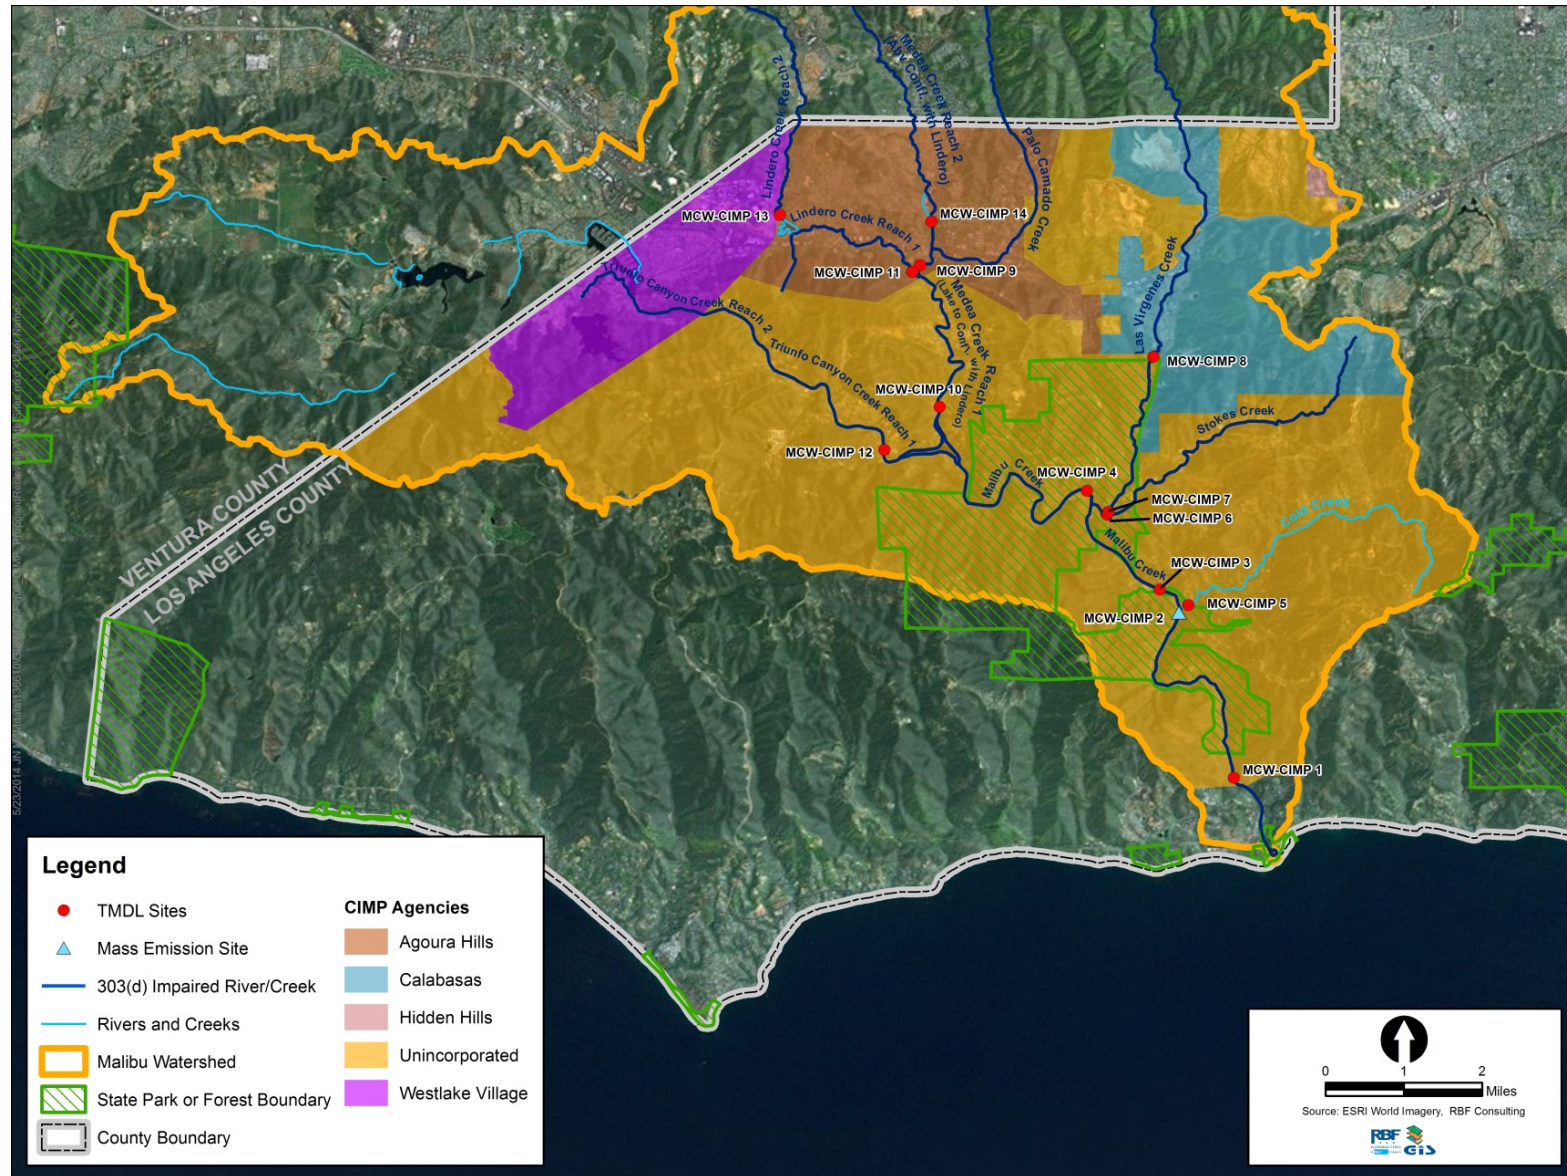 Lindero Creek Reach 2
Medea Creek Reach 2
(Abv Confl. with Lindero)
Palo Camado Creek
MCW-CIMP 13
Lindero Creek Reach 1
MCW-CIMP 14
MCW-CIMP 11
MCW-CIMP 9
Triunfo Canyon Creek Reach 2
Medea Creek Reach 1
(Lake to Confl. with Lindero)
Las Virgenes Creek
Triunfo Canyon Creek Reach 1
MCW-CIMP 8
MCW-CIMP 10
Stokes Creek
MCW-CIMP 12
MCW-CIMP 4
Malibu Creek
MCW-CIMP 7
MCW-CIMP 6
Cold Creek
VENTURA COUNTY
LOS ANGELES COUNTY
Malibu Creek
MCW-CIMP 3
MCW-CIMP 5
MCW-CIMP 2
MCW-CIMP 1
5/23/2014
Legend
TMDL Sites
Mass Emission Site
303(d) Impaired River/Creek
Rivers and Creeks
Malibu Watershed
State Park or Forest Boundary
County Boundary
CIMP Agencies
Agoura Hills
Calabasas
Hidden Hills
Unincorporated
Westlake Village
0 1 2
Miles
Source: ESRI World Imagery, RBF Consulting
RBF
GIS